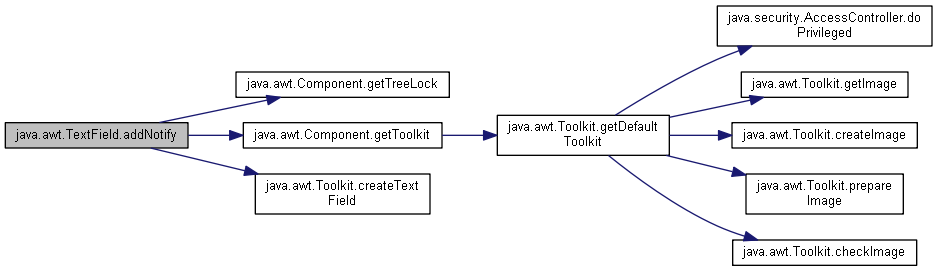 java.awt.TextField.addNotify
java.awt.Component.getTreeLock
java.awt.Component.getToolkit
java.awt.Toolkit.createText
Field
java.awt.Toolkit.getDefault
Toolkit
java.security.AccessController.do
Privileged
java.awt.Toolkit.getImage
java.awt.Toolkit.createImage
java.awt.Toolkit.prepare
Image
java.awt.Toolkit.checkImage